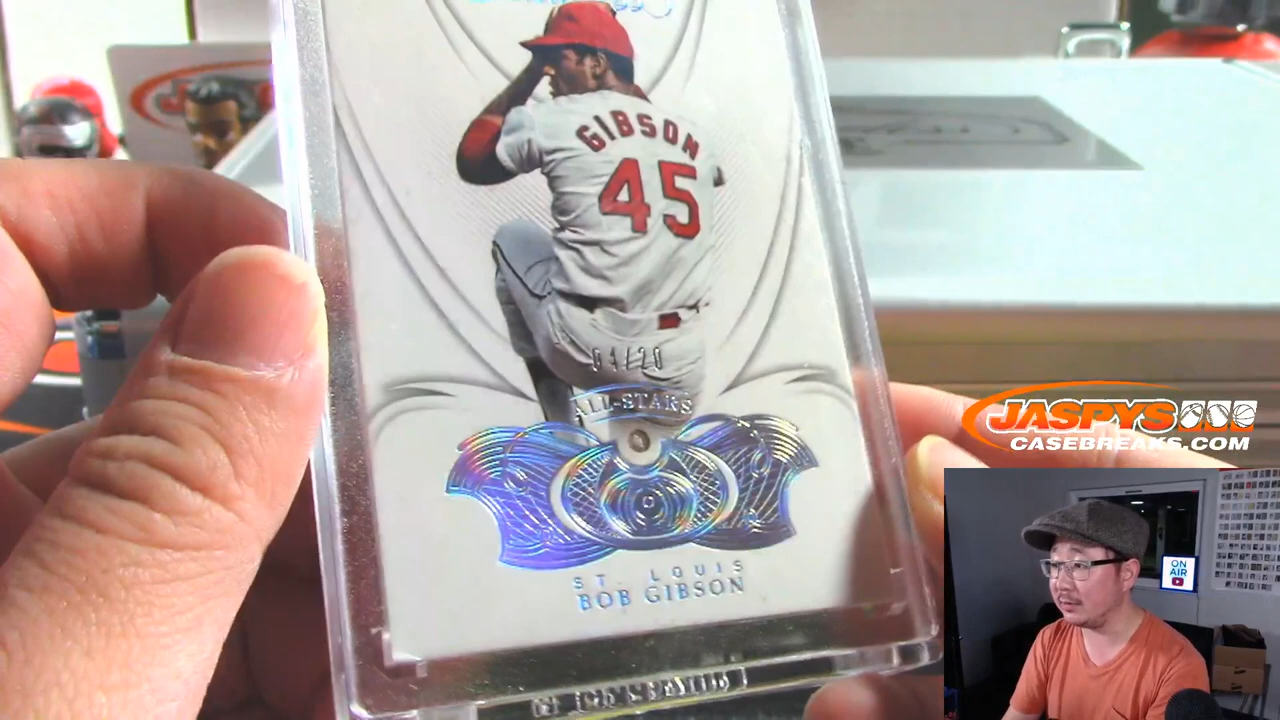 GIBSON
45
04/20
ALL-STARS
ST. LOUIS
BOB GIBSON
JASPYS
CASEBREAKS.COM
ON
AIR